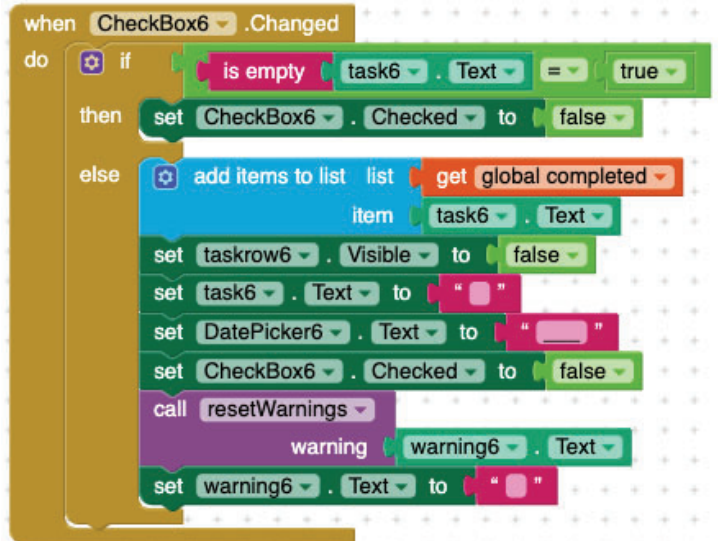 when CheckBox6 .Changed
do if is empty task6 . Text = true
then set CheckBox6 . Checked to false
else add items to list list get global completed
item task6 . Text
set taskrow6 . Visible to false
set task6 . Text to “ ”
set DatePicker6 . Text to “ ____ ”
set CheckBox6 . Checked to false
call resetWarnings
warning warning6 . Text
set warning6 . Text to “ ”